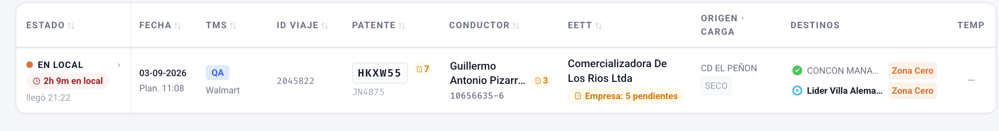 ESTADO
FECHA
TMS
ID VIAJE
PATENTE
CONDUCTOR
EETT
ORIGEN ·
CARGA
DESTINOS
TEMP
EN LOCAL
2h 9m en local
llegó 21:22
03-09-2026
Plan. 11:08
QA
Walmart
2045822
HKXW55
7
JN4875
Guillermo
Antonio Pizarr...
3
10656635-6
Comercializadora De
Los Rios Ltda
Empresa: 5 pendientes
CD EL PEÑON
SECO
CONCON MANA...
Zona Cero
Lider Villa Alema...
Zona Cero
—